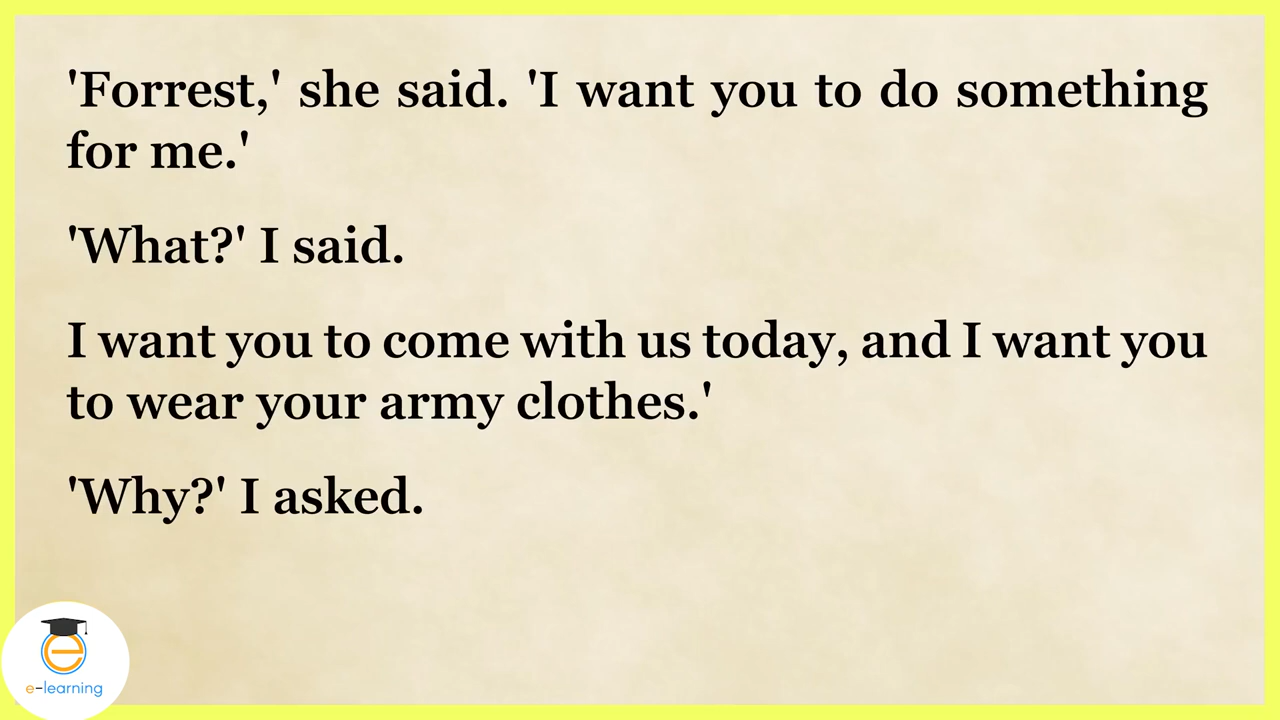 'Forrest,' she said. 'I want you to do something
for me.'
'What?' I said.
I want you to come with us today, and I want you
to wear your army clothes.'
'Why?' I asked.
e
e-learning